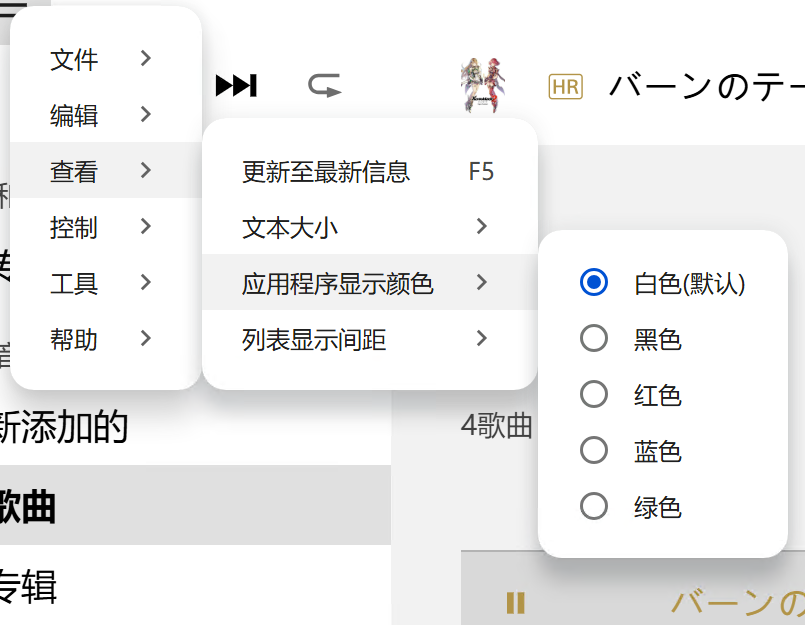 文件
编辑
查看
控制
工具
帮助
更新至最新信息 F5
文本大小
应用程序显示颜色
列表显示间距
白色(默认)
黑色
红色
蓝色
绿色
HR バーンのテー
4歌曲
新添加的
歌曲
专辑
バーンの